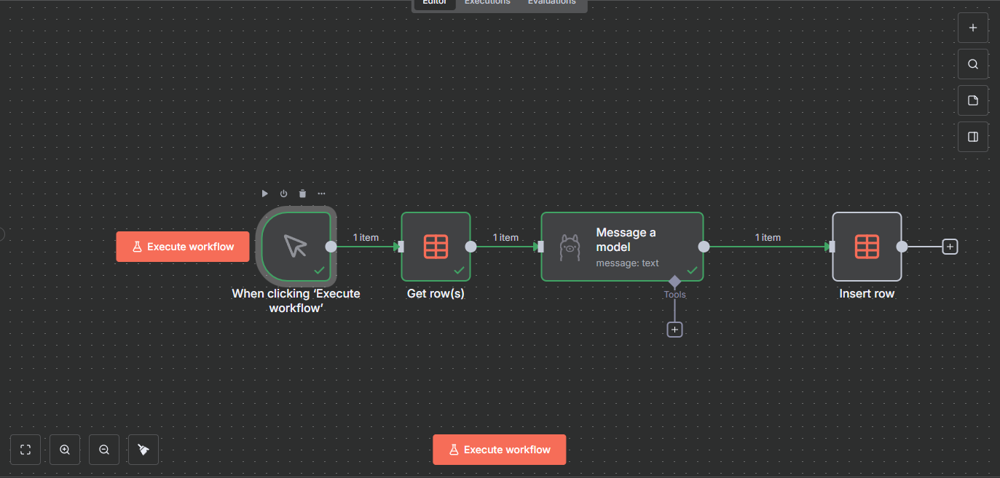 Editor Executions Evaluations
1 item 1 item 1 item
Execute workflow
Message a
model
message: text
When clicking ‘Execute
workflow’
Get row(s)
Tools
Insert row
Execute workflow